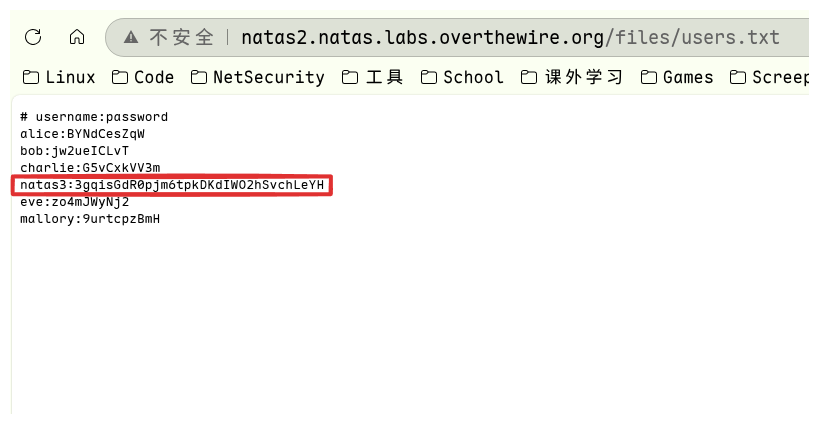 不安全 natas2.natas.labs.overthewire.org/files/users.txt
Linux Code NetSecurity 工具 School 课外学习 Games Screep
# username:password
alice:BYNdCesZqW
bob:jw2ueICLvT
charlie:G5vCxkVV3m
natas3:3gqisGdR0pjm6tpkDKdIWO2hSvchLeYH
eve:zo4mJWyNj2
mallory:9urtcpzBmH